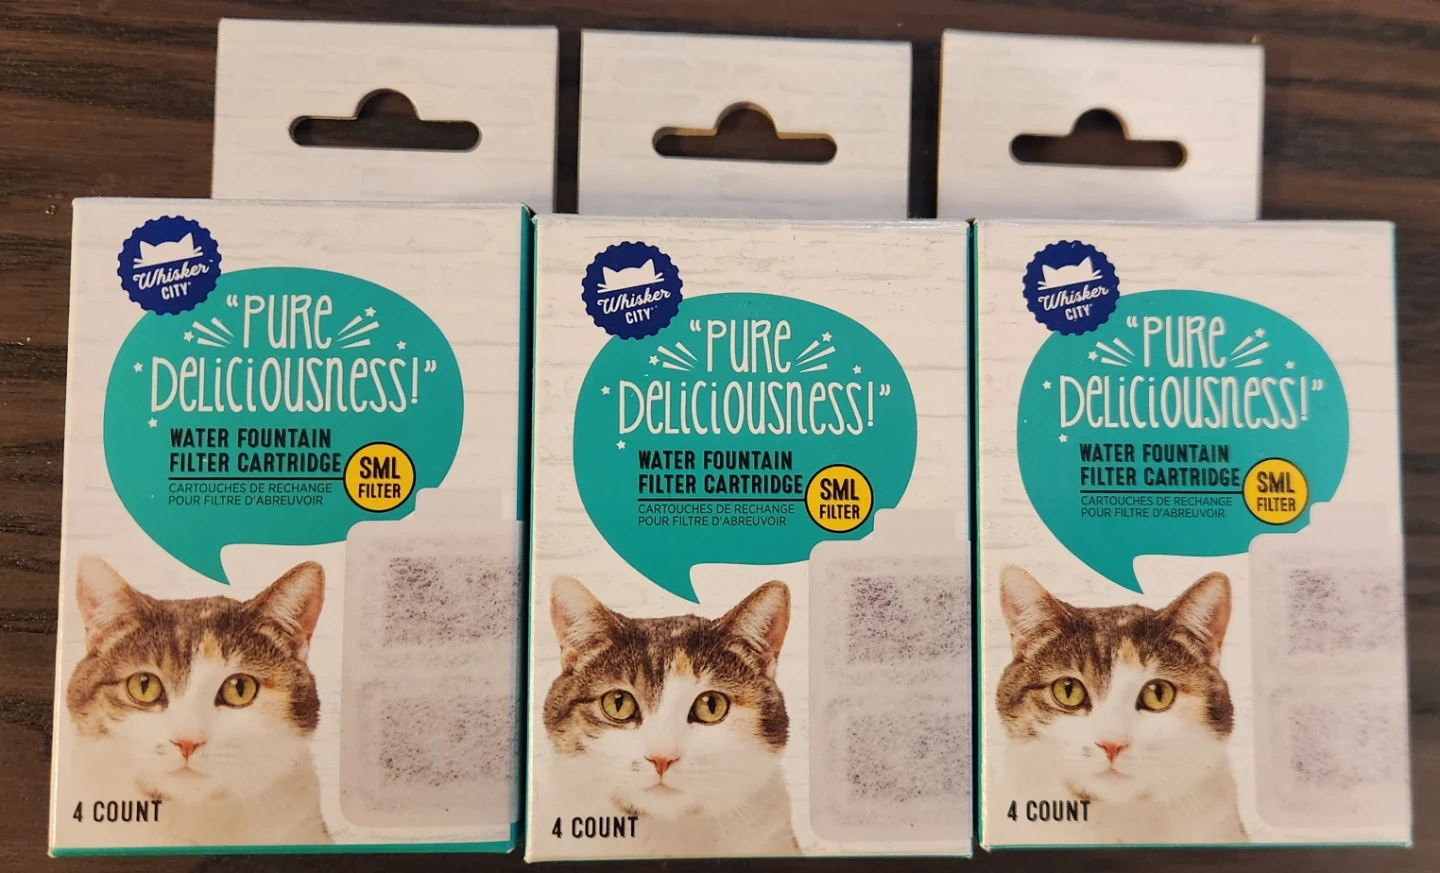 Whisker
CITY
"PURE
DELICIOUSNESS!"
WATER FOUNTAIN
FILTER CARTRIDGE
CARTOUCHES DE RECHANGE
POUR FILTRE D'ABREUVOIR
SML
FILTER
4 COUNT
Whisker
CITY
"PURE
DELICIOUSNESS!"
WATER FOUNTAIN
FILTER CARTRIDGE
CARTOUCHES DE RECHANGE
POUR FILTRE D'ABREUVOIR
SML
FILTER
4 COUNT
Whisker
CITY
"PURE
DELICIOUSNESS!"
WATER FOUNTAIN
FILTER CARTRIDGE
CARTOUCHES DE RECHANGE
POUR FILTRE D'ABREUVOIR
SML
FILTER
4 COUNT